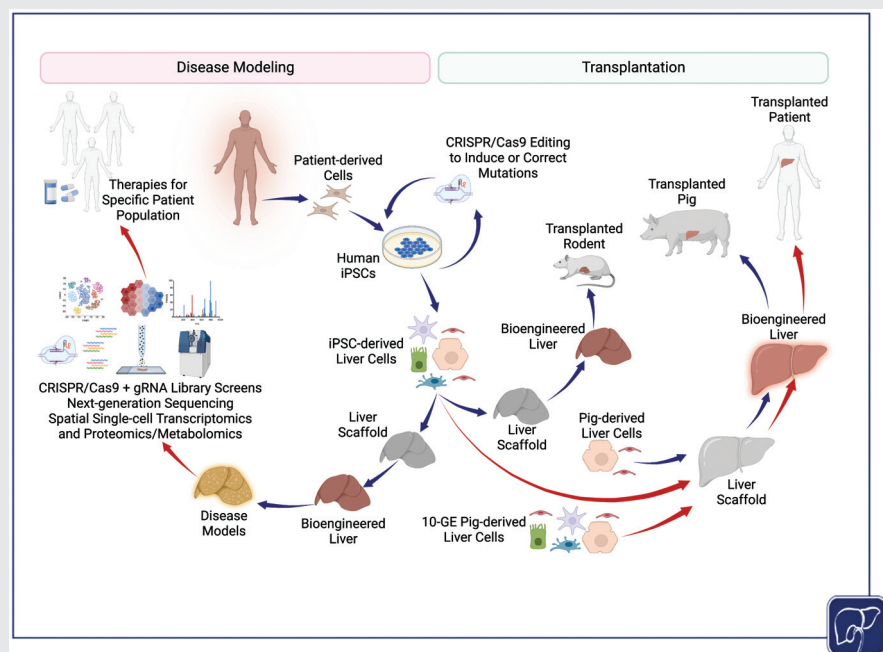 Disease Modeling
Transplantation
Therapies for
Specific Patient
Population
Patient-derived
Cells
CRISPR/Cas9 Editing
to Induce or Correct
Mutations
Human
iPSCs
Transplanted
Rodent
Transplanted
Pig
Transplanted
Patient
iPSC-derived
Liver Cells
Bioengineered
Liver
Bioengineered
Liver
CRISPR/Cas9 + gRNA Library Screens
Next-generation Sequencing
Spatial Single-cell Transcriptomics
and Proteomics/Metabolomics
Liver
Scaffold
Liver
Scaffold
Pig-derived
Liver Cells
Liver
Scaffold
Disease
Models
Bioengineered
Liver
10-GE Pig-derived
Liver Cells